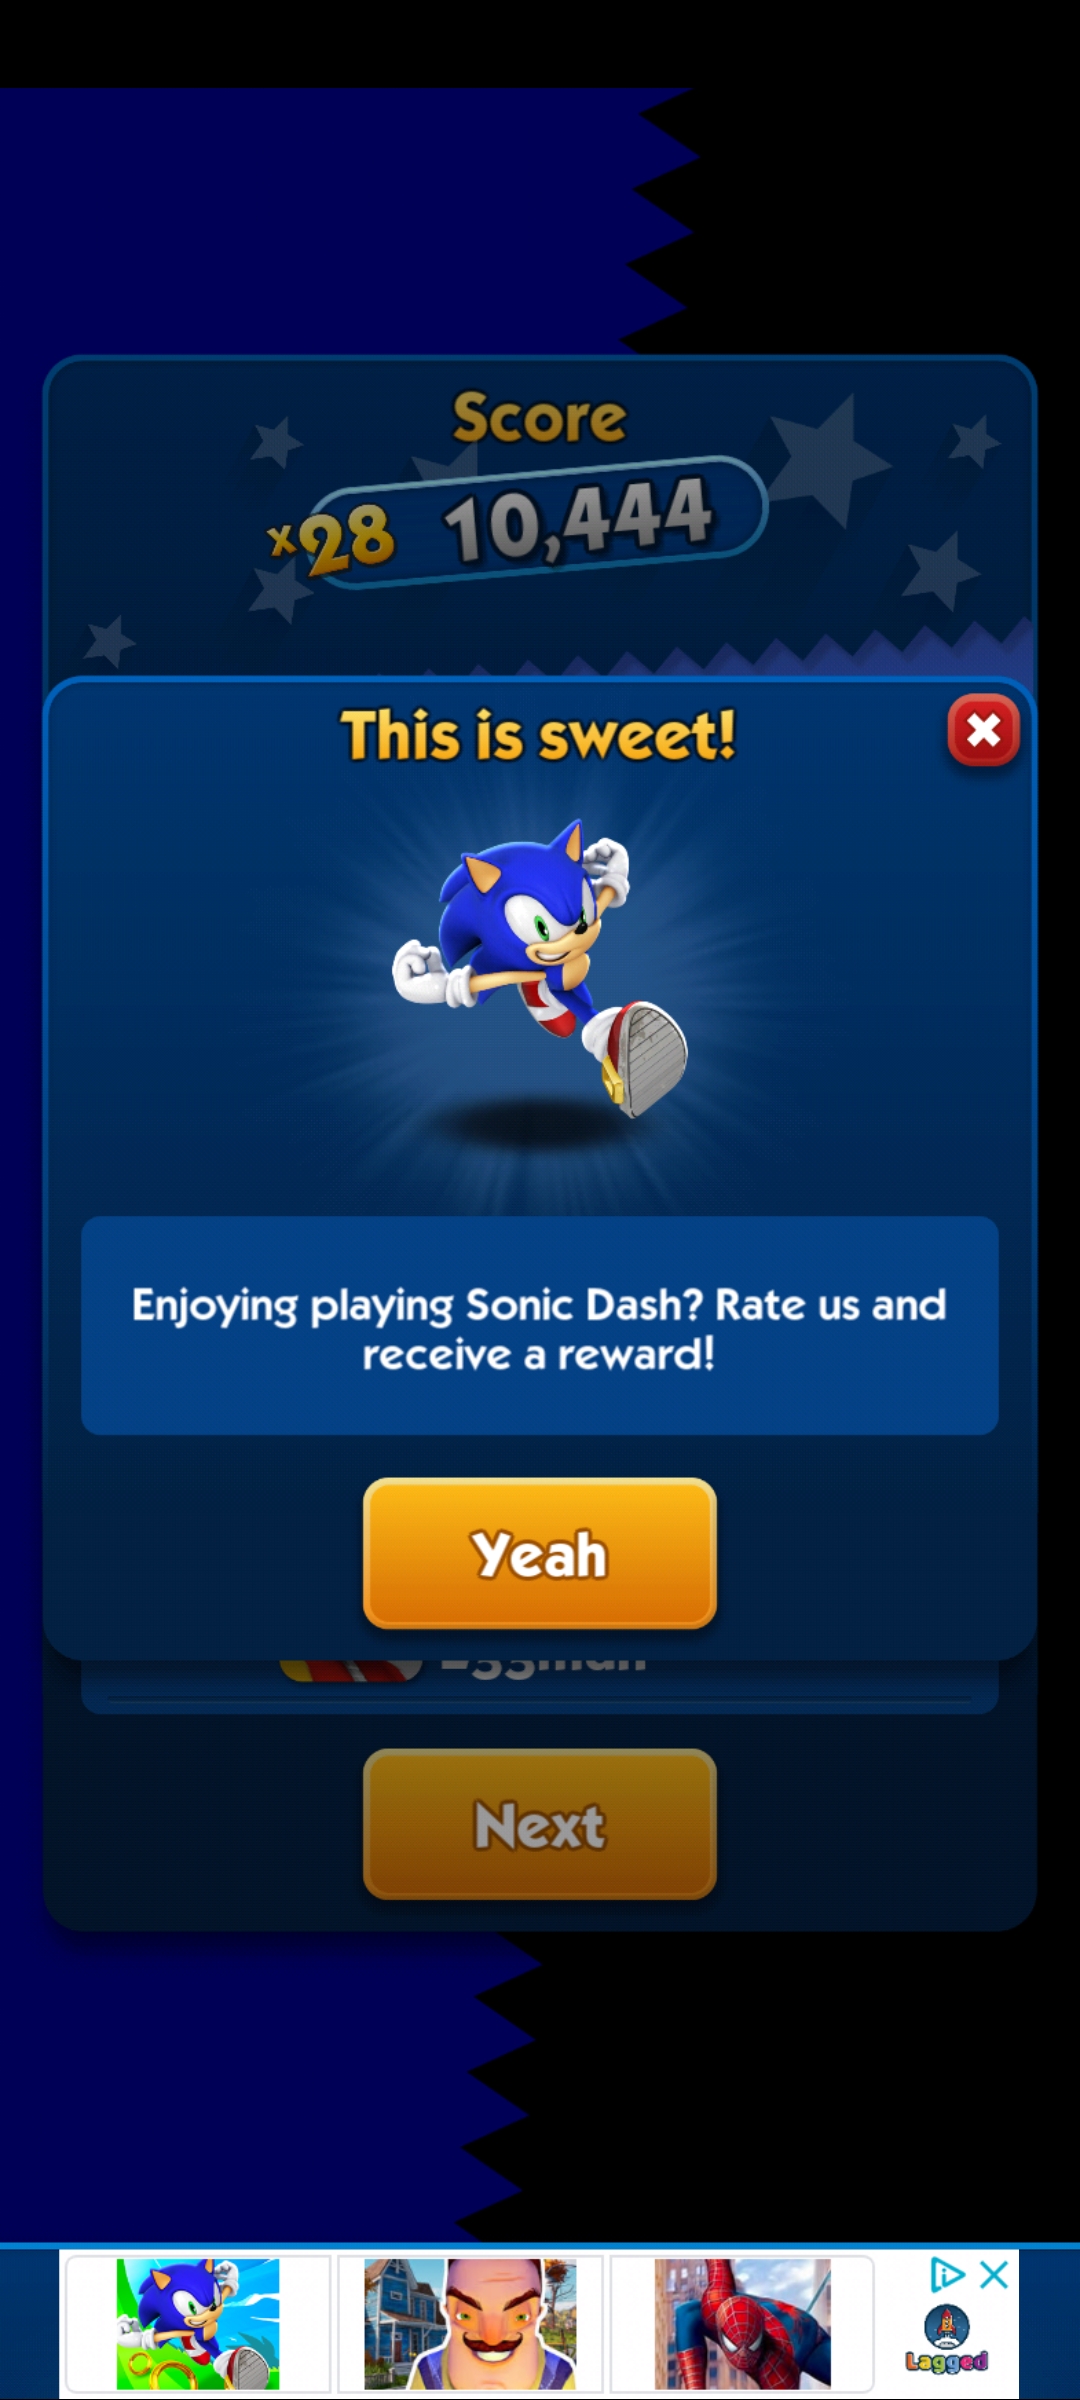 Score
x28 10,444
This is sweet!
Enjoying playing Sonic Dash? Rate us and
receive a reward!
Yeah
Next
Lagged